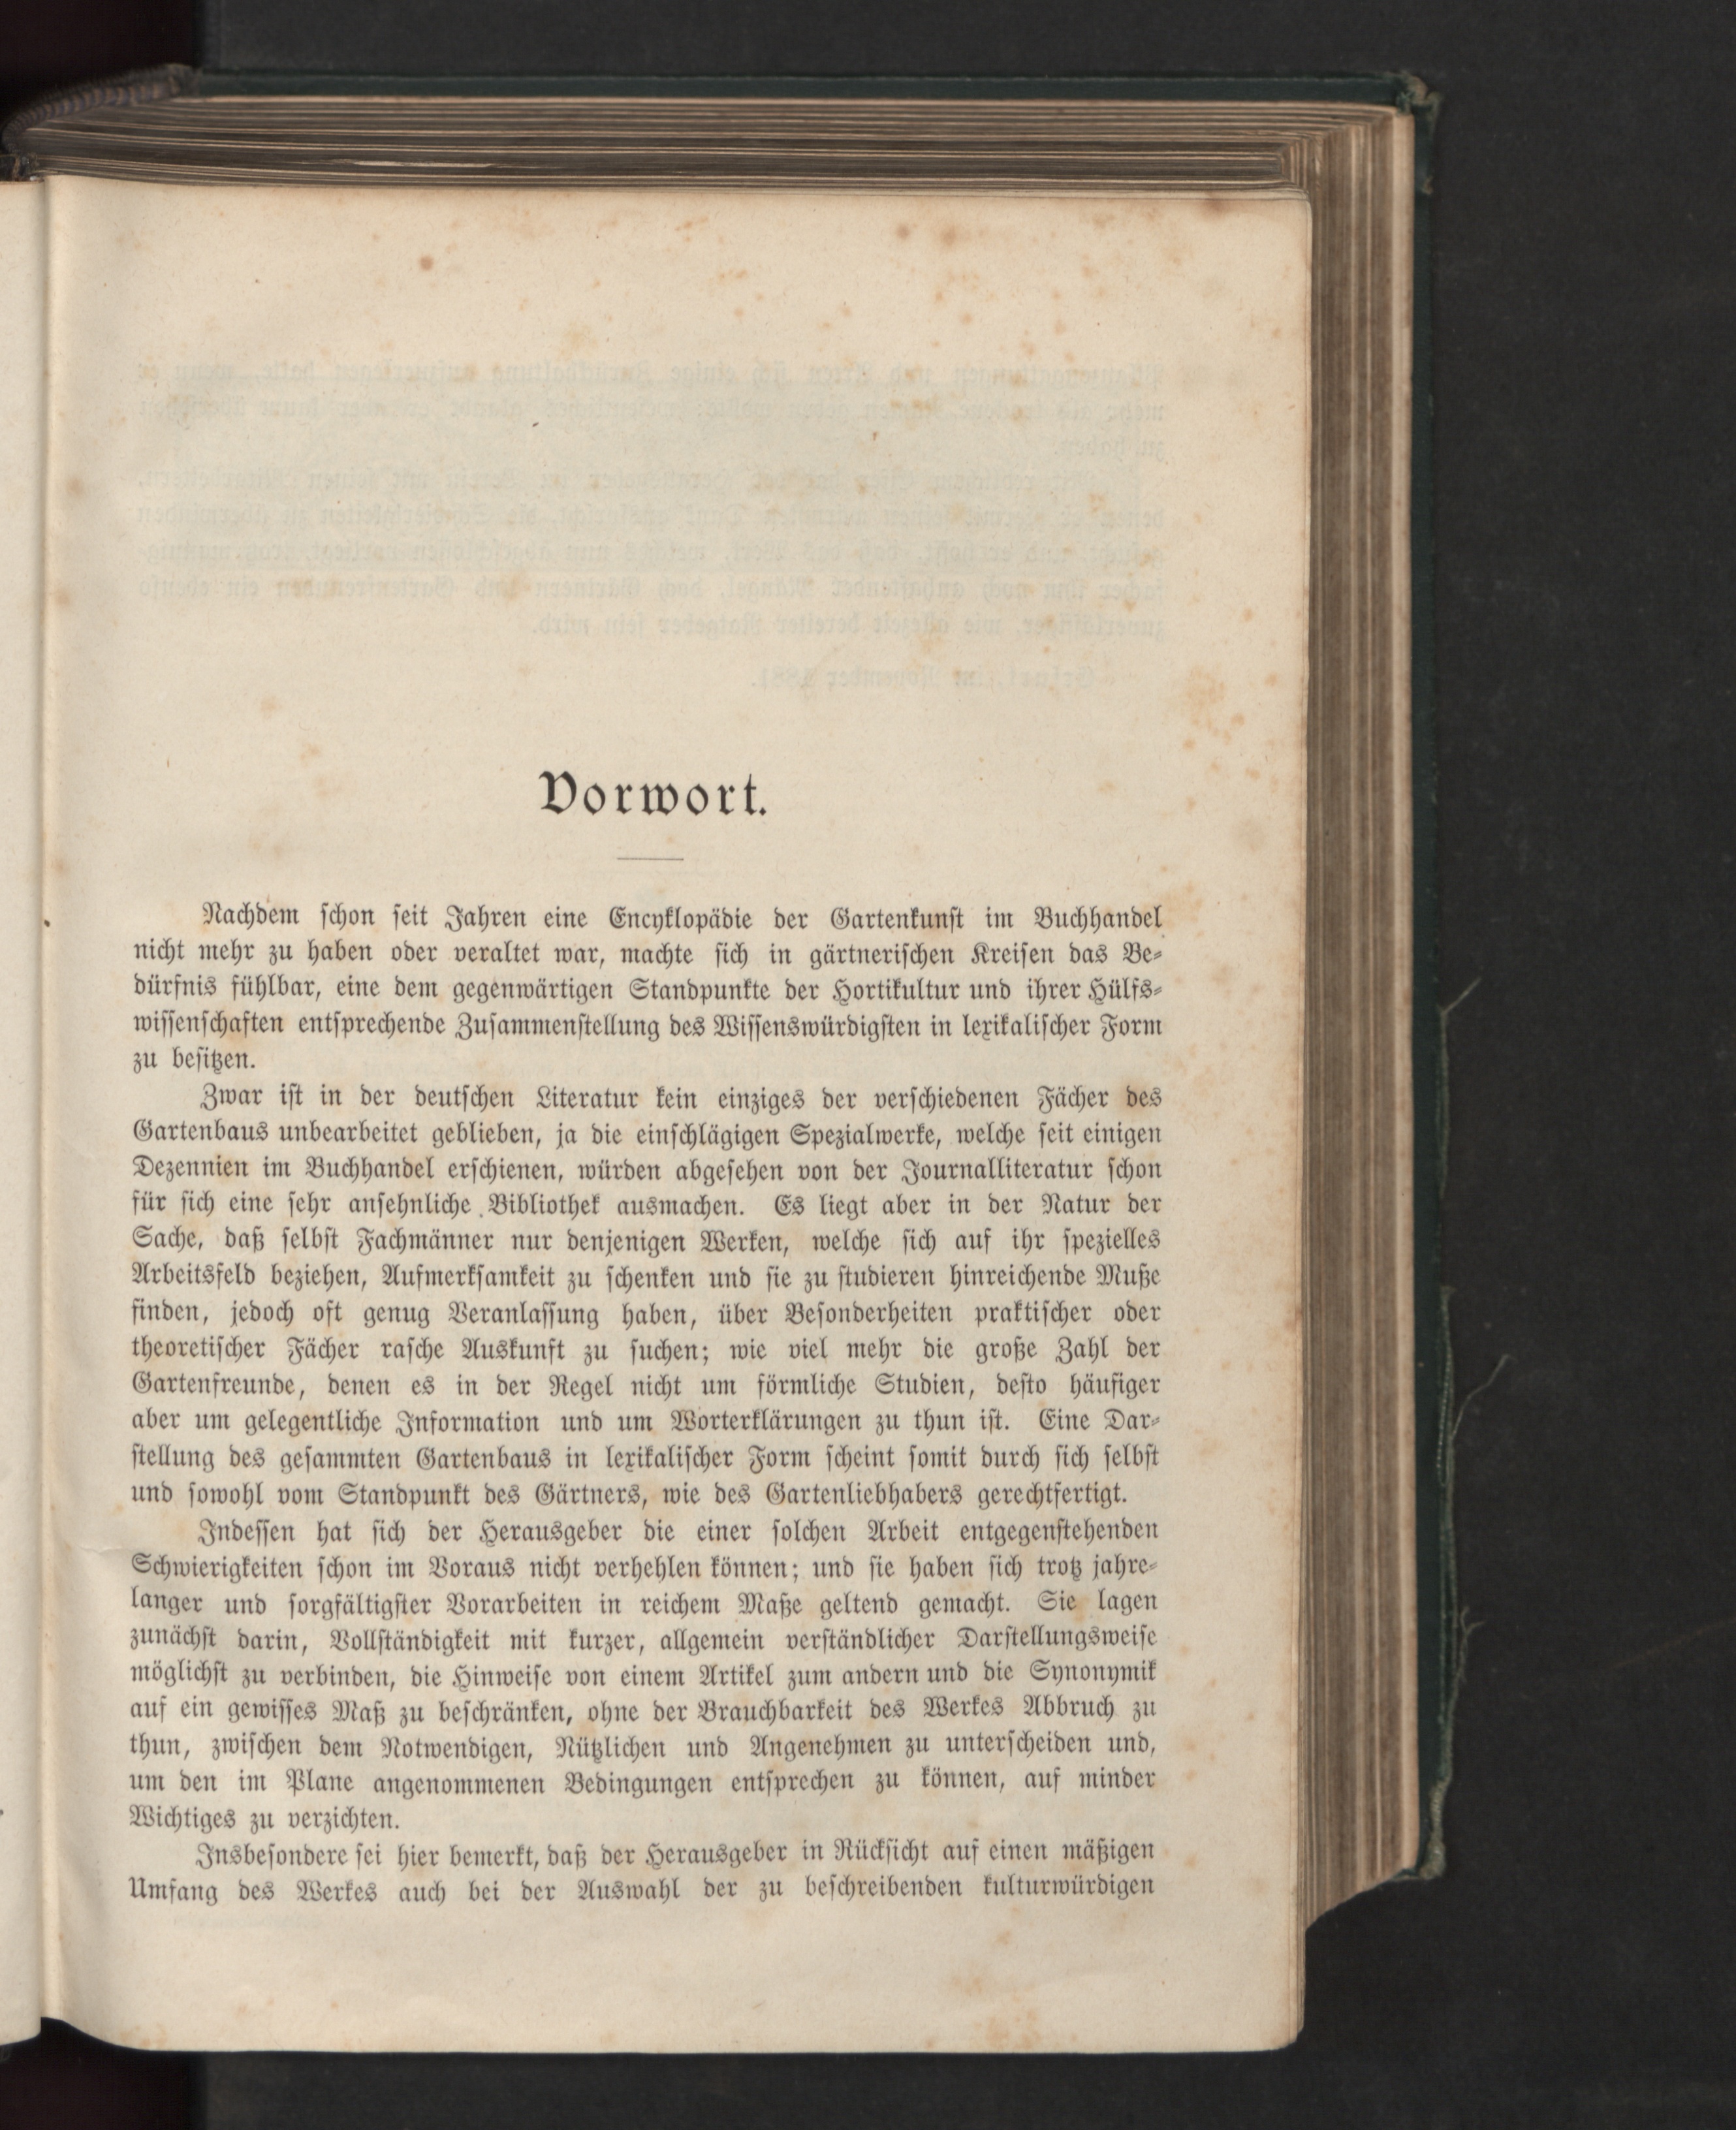 Vorwort.
Nachdem schon seit Jahren eine Encyklopädie der Gartenkunst im Buchhandel
nicht mehr zu haben oder veraltet war, machte sich in gärtnerischen Kreisen das Be-
dürfnis fühlbar, eine dem gegenwärtigen Standpunkte der Hortikultur und ihrer Hülfs-
wissenschaften entsprechende Zusammenstellung des Wissenswürdigsten in lexikalischer Form
zu besitzen.
Zwar ist in der deutschen Literatur kein einziges der verschiedenen Fächer des
Gartenbaus unbearbeitet geblieben, ja die einschlägigen Spezialwerke, welche seit einigen
Dezennien im Buchhandel erschienen, würden abgesehen von der Journalliteratur schon
für sich eine sehr ansehnliche Bibliothek ausmachen. Es liegt aber in der Natur der
Sache, daß selbst Fachmänner nur denjenigen Werken, welche sich auf ihr spezielles
Arbeitsfeld beziehen, Aufmerksamkeit zu schenken und sie zu studieren hinreichende Muße
finden, jedoch oft genug Veranlassung haben, über Besonderheiten praktischer oder
theoretischer Fächer rasche Auskunft zu suchen; wie viel mehr die große Zahl der
Gartenfreunde, denen es in der Regel nicht um förmliche Studien, desto häufiger
aber um gelegentliche Information und um Worterklärungen zu thun ist. Eine Dar-
stellung des gesammten Gartenbaus in lexikalischer Form scheint somit durch sich selbst
und sowohl vom Standpunkt des Gärtners, wie des Gartenliebhabers gerechtfertigt.
Indessen hat sich der Herausgeber die einer solchen Arbeit entgegenstehenden
Schwierigkeiten schon im Voraus nicht verhehlen können; und sie haben sich trotz jahre-
langer und sorgfältigster Vorarbeiten in reichem Maße geltend gemacht. Sie lagen
zunächst darin, Vollständigkeit mit kurzer, allgemein verständlicher Darstellungsweise
möglichst zu verbinden, die Hinweise von einem Artikel zum andern und die Synonymik
auf ein gewisses Maß zu beschränken, ohne der Brauchbarkeit des Werkes Abbruch zu
thun, zwischen dem Notwendigen, Nützlichen und Angenehmen zu unterscheiden und,
um den im Plane angenommenen Bedingungen entsprechen zu können, auf minder
Wichtiges zu verzichten.
Insbesondere sei hier bemerkt, daß der Herausgeber in Rücksicht auf einen mäßigen
Umfang des Werkes auch bei der Auswahl der zu beschreibenden kulturwürdigen